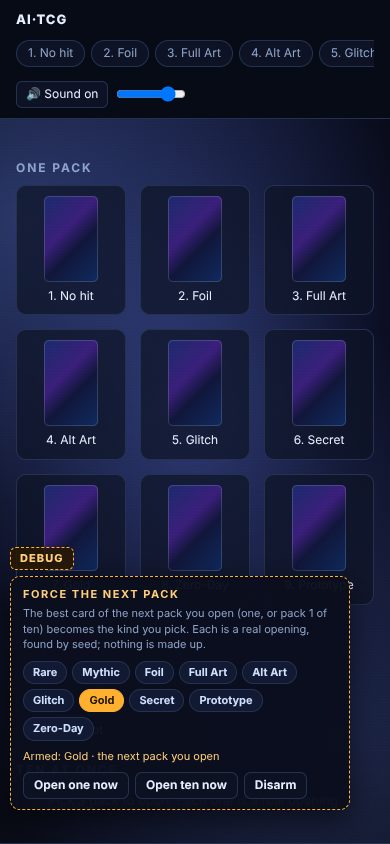 AI·TCG
1. No hit
2. Foil
3. Full Art
4. Alt Art
5. Glitch
🔊 Sound on
ONE PACK
1. No hit
2. Foil
3. Full Art
4. Alt Art
5. Glitch
6. Secret
DEBUG
FORCE THE NEXT PACK
The best card of the next pack you open (one, or pack 1 of
ten) becomes the kind you pick. Each is a real opening,
found by seed; nothing is made up.
Rare
Mythic
Foil
Full Art
Alt Art
Glitch
Gold
Secret
Prototype
Zero-Day
Armed: Gold · the next pack you open
Open one now
Open ten now
Disarm